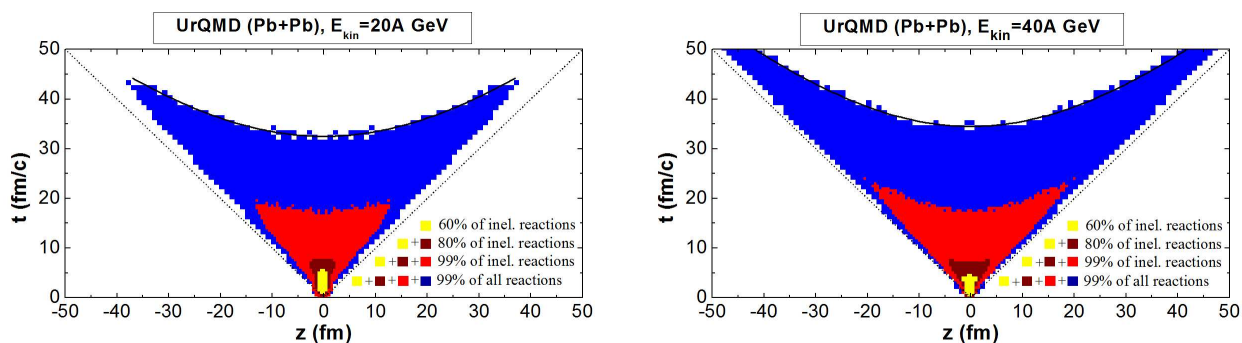 UrQMD (Pb+Pb), Ekin=20A GeV
t (fm/c)
50
40
30
20
10
0
60% of inel. reactions
+ 80% of inel. reactions
+ + 99% of inel. reactions
+ + + 99% of all reactions
-50 -40 -30 -20 -10 0 10 20 30 40 50
z (fm)
UrQMD (Pb+Pb), Ekin=40A GeV
t (fm/c)
50
40
30
20
10
0
60% of inel. reactions
+ 80% of inel. reactions
+ + 99% of inel. reactions
+ + + 99% of all reactions
-50 -40 -30 -20 -10 0 10 20 30 40 50
z (fm)